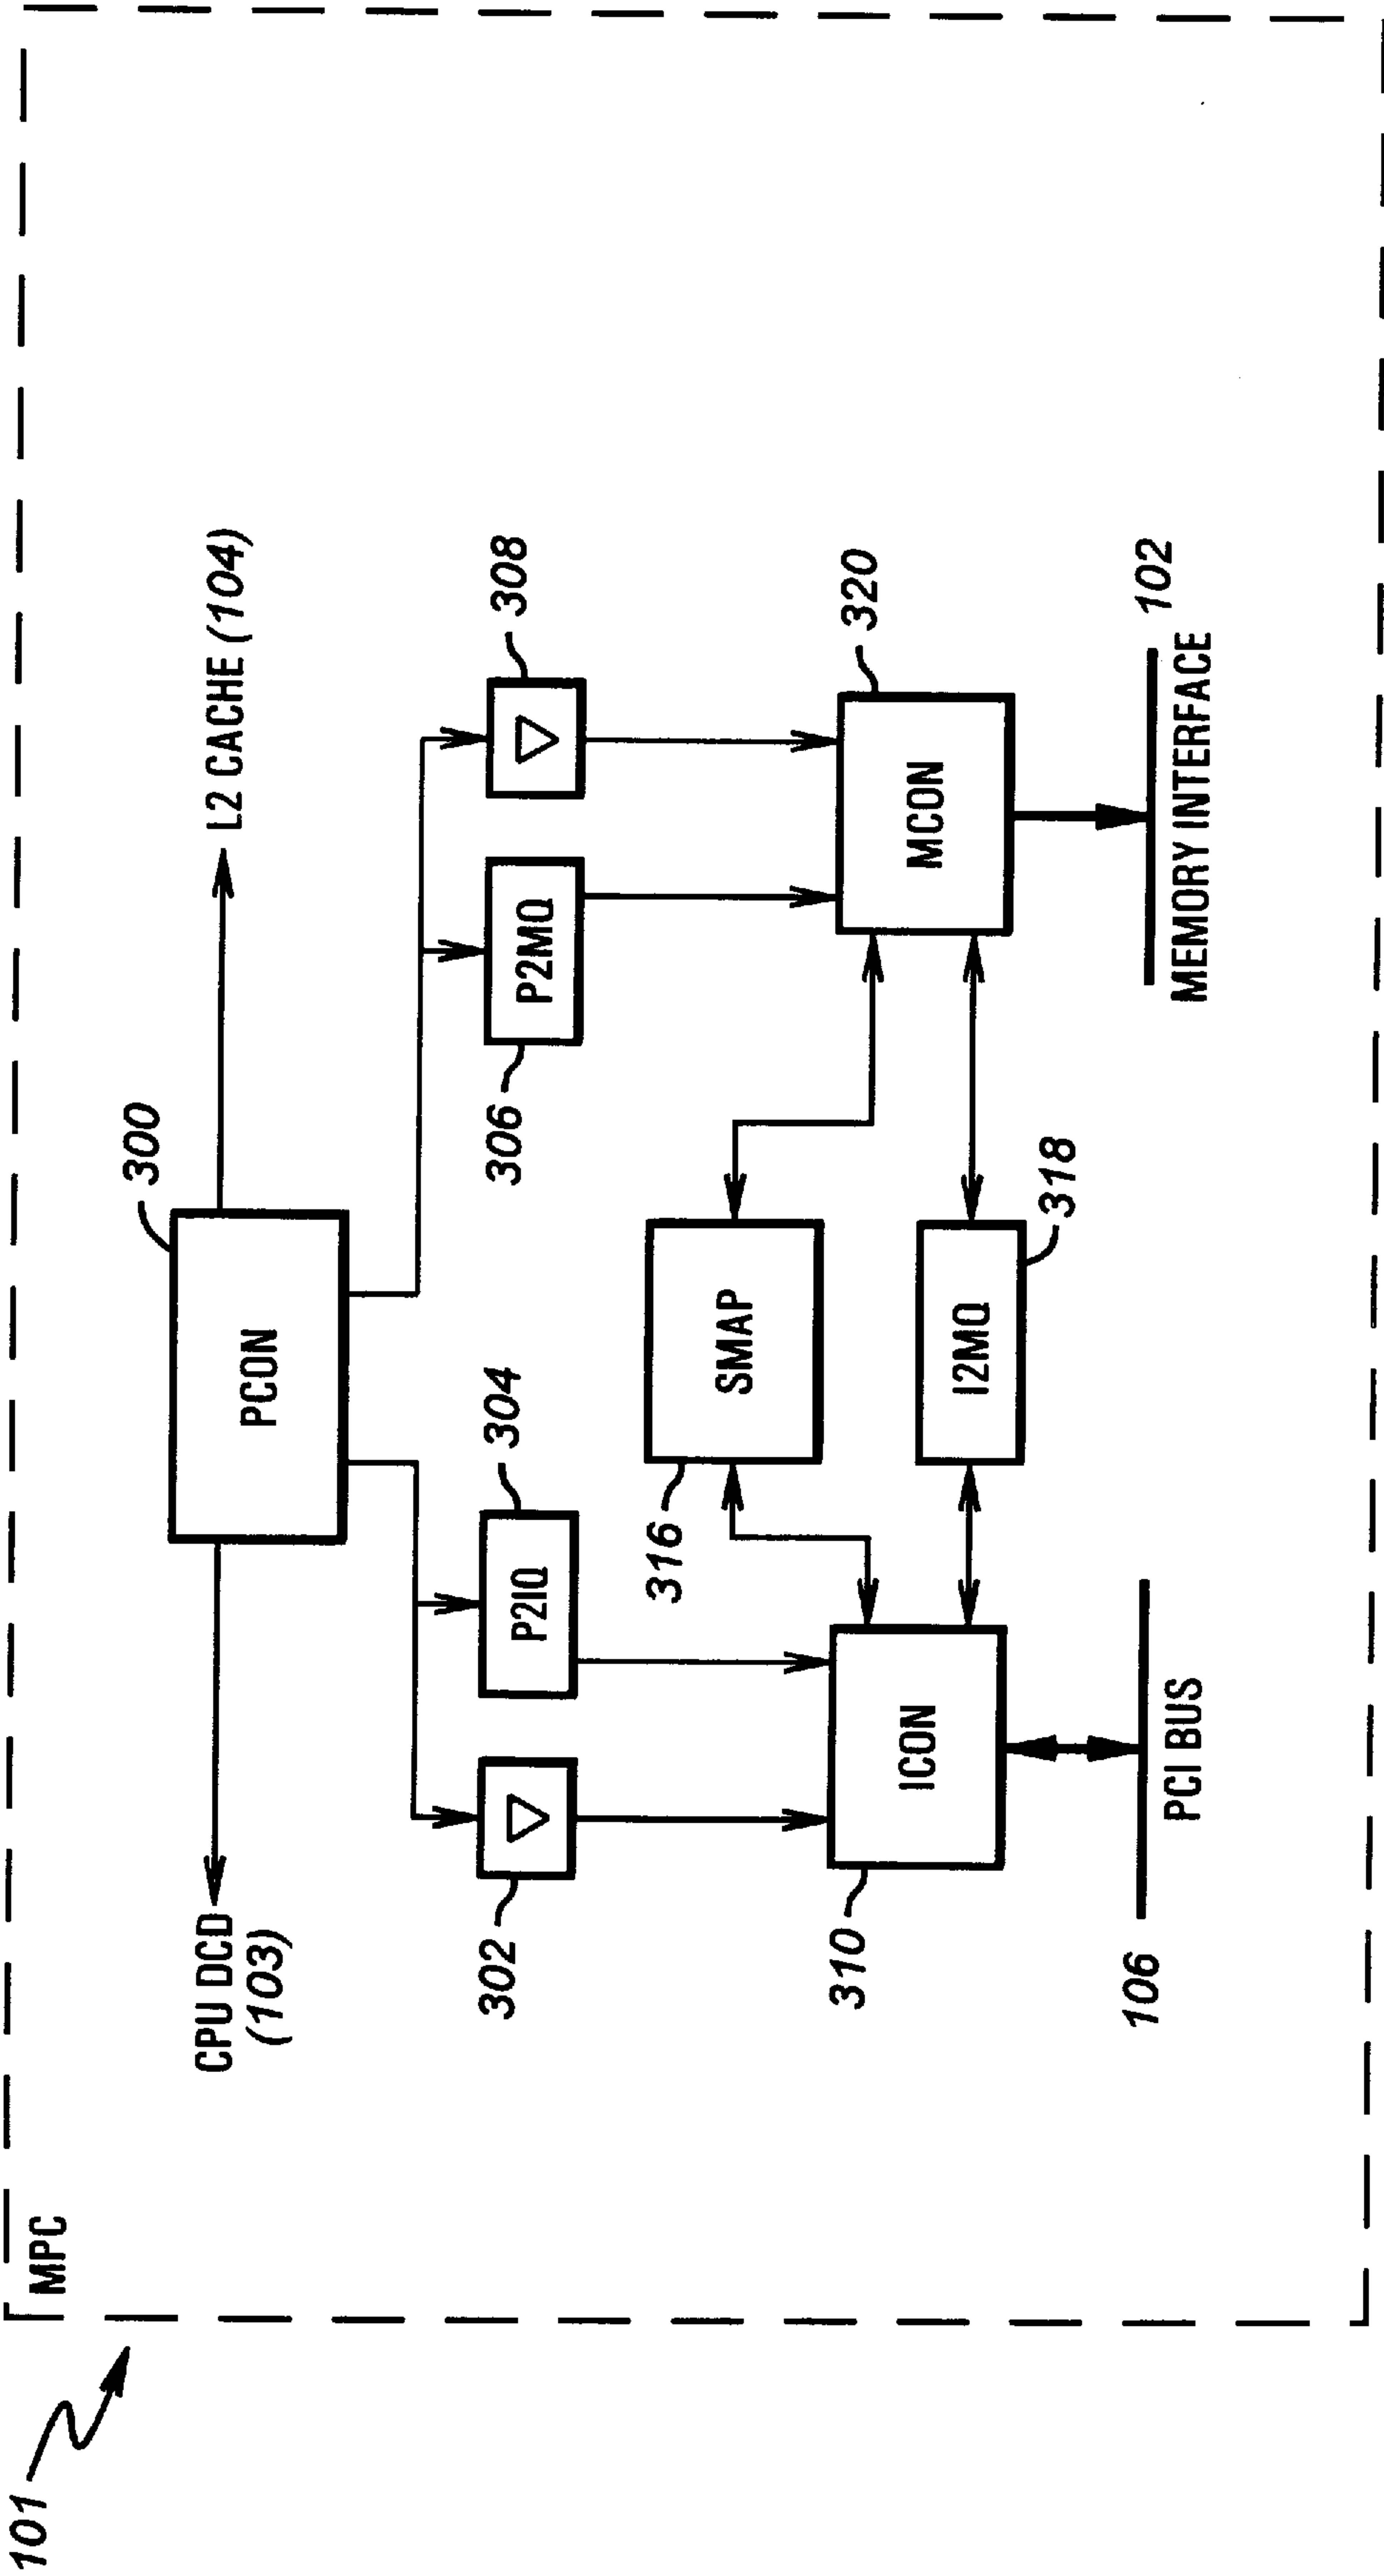 101
MPC
300
PCON
CPU DCD
(103)
L2 CACHE (104)
302
304
P2IQ
306
P2MQ
308
316
SMAP
310
ICON
I2MQ
318
MCON
320
106
PCI BUS
102
MEMORY INTERFACE